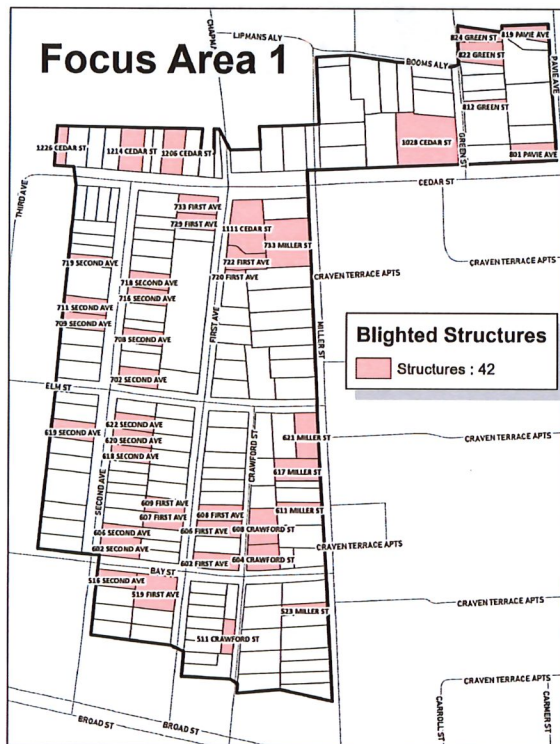 Focus Area 1
CHAPM
LIPMANS ALY
BOOMS ALY
824 GREEN ST
819 PAVIE AVE
822 GREEN ST
PAVIE AVE
812 GREEN ST
1226 CEDAR ST
1214 CEDAR ST
1206 CEDAR ST
1028 CEDAR ST
GREEN ST
801 PAVIE AVE
CEDAR ST
THIRD AVE
733 FIRST AVE
729 FIRST AVE
1111 CEDAR ST
733 MILLER ST
719 SECOND AVE
722 FIRST AVE
720 FIRST AVE
CRAVEN TERRACE APTS
CRAVEN TERRACE APTS
718 SECOND AVE
716 SECOND AVE
711 SECOND AVE
709 SECOND AVE
708 SECOND AVE
FIRST AVE
MILLER ST
Blighted Structures
Structures : 42
702 SECOND AVE
ELM ST
619 SECOND AVE
622 SECOND AVE
620 SECOND AVE
618 SECOND AVE
CRAWFORD ST
621 MILLER ST
CRAVEN TERRACE APTS
617 MILLER ST
SECOND AVE
609 FIRST AVE
607 FIRST AVE
608 FIRST AVE
606 FIRST AVE
611 MILLER ST
608 CRAWFORD ST
606 SECOND AVE
602 SECOND AVE
602 FIRST AVE
604 CRAWFORD ST
CRAVEN TERRACE APTS
BAY ST
516 SECOND AVE
519 FIRST AVE
523 MILLER ST
CRAVEN TERRACE APTS
511 CRAWFORD ST
CRAVEN TERRACE APTS
BROAD ST
BROAD ST
CARROLL ST
CARMER ST